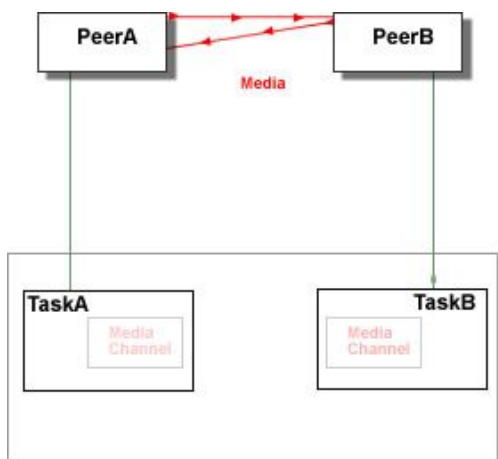 PeerA
PeerB
Media
TaskA
TaskB
Media
Channel
Media
Channel